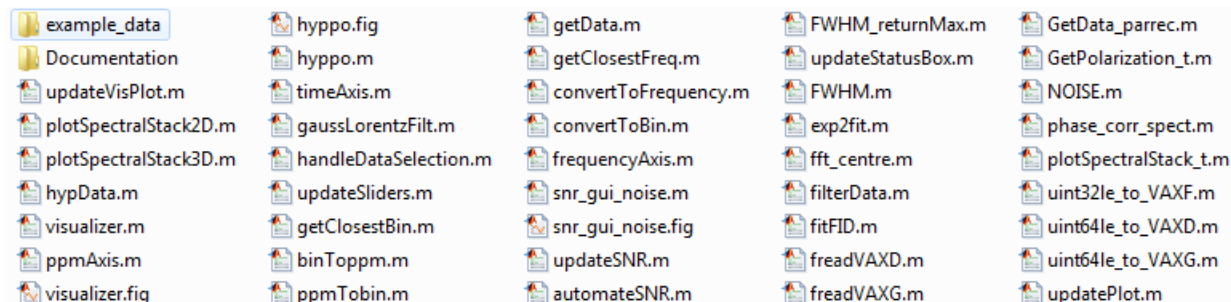 example_data
Documentation
updateVisPlot.m
plotSpectralStack2D.m
plotSpectralStack3D.m
hypData.m
visualizer.m
ppmAxis.m
visualizer.fig
hyppo.fig
hyppo.m
timeAxis.m
gaussLorentzFilt.m
handleDataSelection.m
updateSliders.m
getClosestBin.m
binToppm.m
ppmTobin.m
getData.m
getClosestFreq.m
convertToFrequency.m
convertToBin.m
frequencyAxis.m
snr_gui_noise.m
snr_gui_noise.fig
updateSNR.m
automateSNR.m
FWHM_returnMax.m
updateStatusBox.m
FWHM.m
exp2fit.m
fft_centre.m
filterData.m
fitFID.m
freadVAXD.m
freadVAXG.m
GetData_parrec.m
GetPolarization_t.m
NOISE.m
phase_corr_spect.m
plotSpectralStack_t.m
uint32le_to_VAXF.m
uint64le_to_VAXD.m
uint64le_to_VAXG.m
updatePlot.m